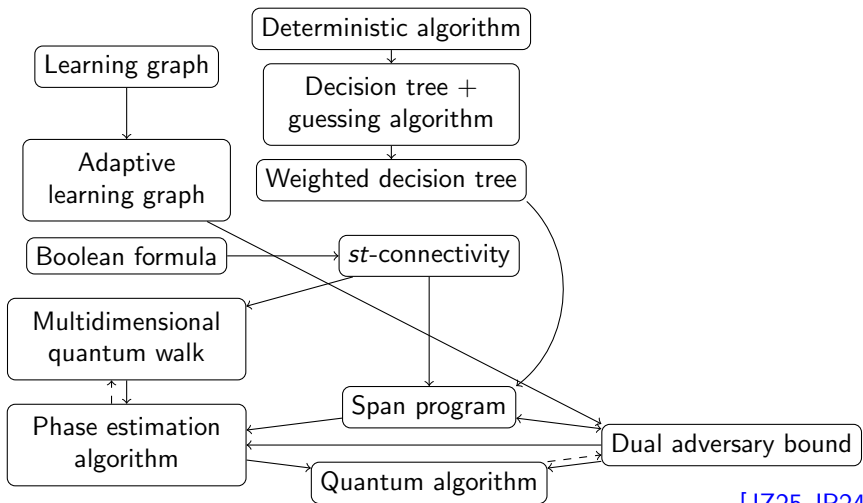 Deterministic algorithm
Learning graph
Decision tree +
guessing algorithm
Adaptive
learning graph
Weighted decision tree
Boolean formula
st-connectivity
Multidimensional
quantum walk
Span program
Phase estimation
algorithm
Dual adversary bound
Quantum algorithm